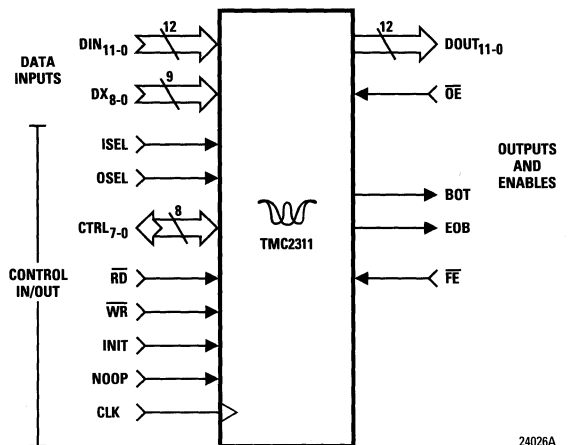 DATA
INPUTS
DIN11-0
12
DX8-0
9
CONTROL
IN/OUT
ISEL
OSEL
CTRL7-0
8
RD
WR
INIT
NOOP
CLK
TMC2311
12
DOUT11-0
OE
OUTPUTS
AND
ENABLES
BOT
EOB
FE
24026A